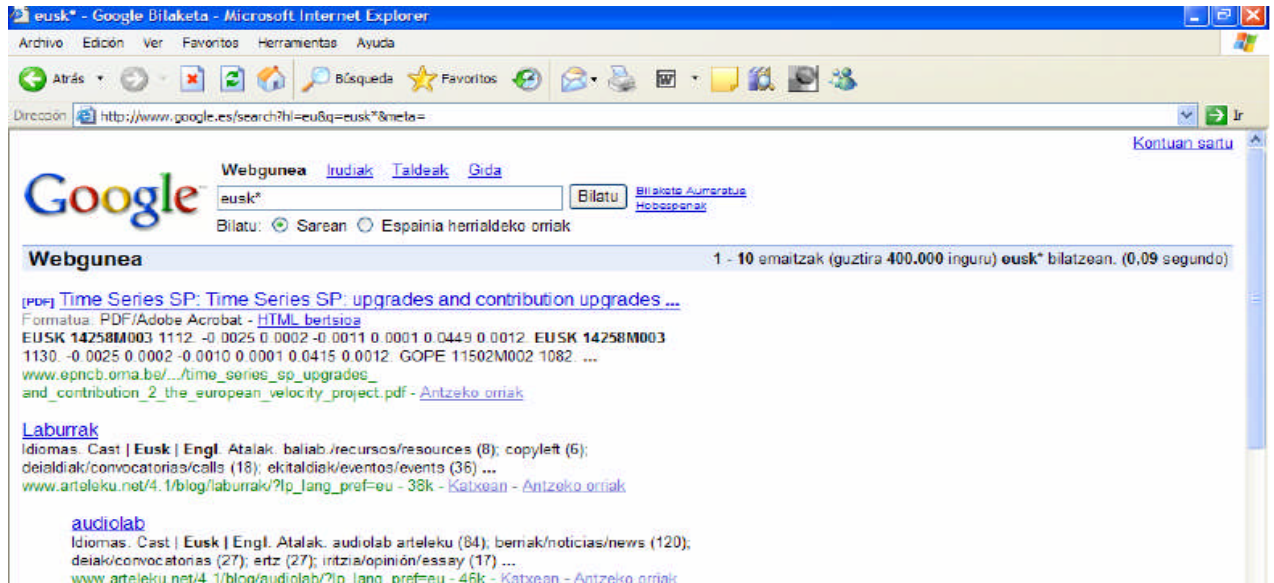 eusk* - Google Bilaketa - Microsoft Internet Explorer
Archivo Edición Ver Favoritos Herramientas Ayuda
Atrás Búsqueda Favoritos
Dirección http://www.google.es/search?hl=eu&q=eusk*&meta= Ir
Kontuan sartu
Webgunea Irudiak Taldeak Gida
Google
eusk* Bilatu Bilaketa Aurreratua
Hobespenak
Bilatu: Sarean Espainia herrialdeko orriak
Webgunea 1 - 10 emaitzak (guztira 400.000 inguru) eusk* bilatzean. (0,09 segundo)
[PDF] Time Series SP: Time Series SP: upgrades and contribution upgrades ...
Formatua: PDF/Adobe Acrobat - HTML bertsioa
EUSK 14258M003 1112. -0.0025 0.0002 -0.0011 0.0001 0.0449 0.0012. EUSK 14258M003
1130. -0.0025 0.0002 -0.0010 0.0001 0.0415 0.0012. GOPE 11502M002 1082. ...
www.epncb.oma.be/.../time_series_sp_upgrades_
and_contribution_2_the_european_velocity_project.pdf - Antzeko orriak
Laburrak
Idiomas. Cast | Eusk | Engl. Atalak. baliab./recursos/resources (8); copyleft (6);
deialdiak/convocatorias/calls (18); ekitaldiak/eventos/events (36) ...
www.arteleku.net/4.1/blog/laburrak/?lp_lang_pref=eu - 38k - Katxean - Antzeko orriak
audiolab
Idiomas. Cast | Eusk | Engl. Atalak. audiolab arteleku (84); berriak/noticias/news (120);
deiak/convocatorias (27); ertz (27); iritzia/opinión/essay (17) ...
www.arteleku.net/4.1/blog/audiolab/?lp_lang_pref=eu - 46k - Katxean - Antzeko orriak